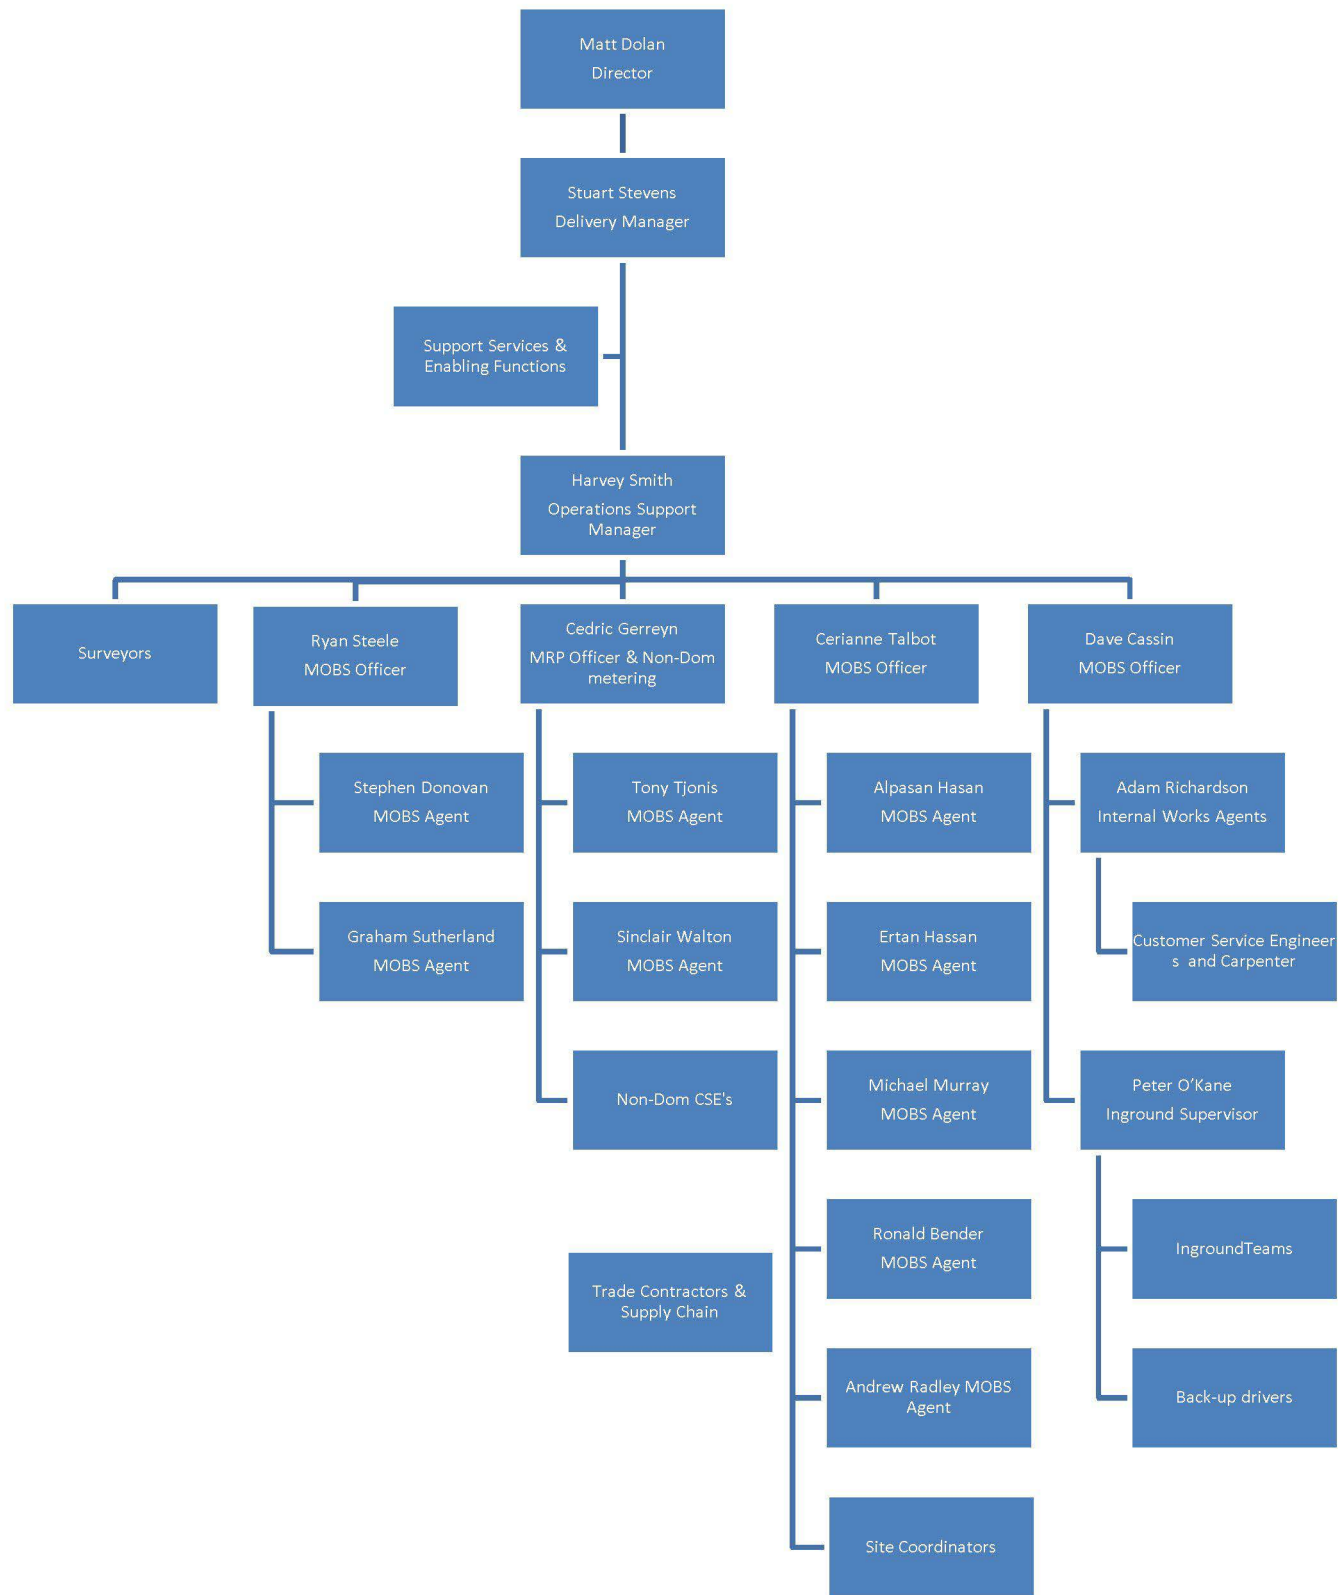 Matt Dolan
Director
Stuart Stevens
Delivery Manager
Support Services &
Enabling Functions
Harvey Smith
Operations Support
Manager
Surveyors
Ryan Steele
MOBS Officer
Cedric Gerreyn
MRP Officer & Non-Dom
metering
Cerianne Talbot
MOBS Officer
Dave Cassin
MOBS Officer
Stephen Donovan
MOBS Agent
Graham Sutherland
MOBS Agent
Tony Tjonis
MOBS Agent
Sinclair Walton
MOBS Agent
Non-Dom CSE's
Trade Contractors &
Supply Chain
Alpasan Hasan
MOBS Agent
Ertan Hassan
MOBS Agent
Michael Murray
MOBS Agent
Ronald Bender
MOBS Agent
Andrew Radley MOBS
Agent
Site Coordinators
Adam Richardson
Internal Works Agents
Customer Service Engineer
s and Carpenter
Peter O’Kane
Inground Supervisor
IngroundTeams
Back-up drivers